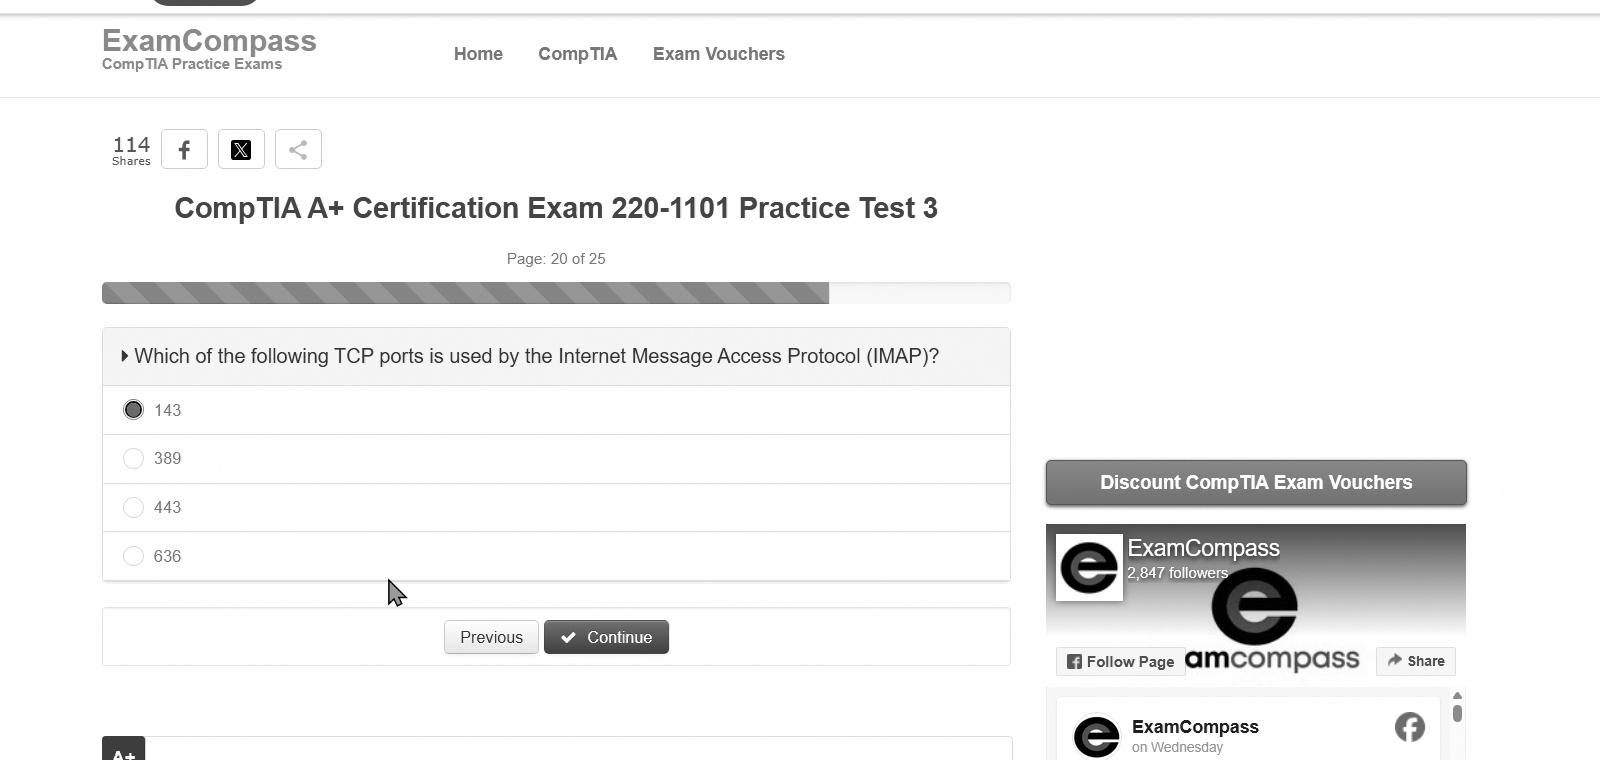 ExamCompass
CompTIA Practice Exams
Home
CompTIA
Exam Vouchers
114
Shares
CompTIA A+ Certification Exam 220-1101 Practice Test 3
Page: 20 of 25
Which of the following TCP ports is used by the Internet Message Access Protocol (IMAP)?
143
389
443
636
Previous
Continue
Discount CompTIA Exam Vouchers
ExamCompass
2,847 followers
Follow Page
amcompass
Share
ExamCompass
on Wednesday
A+